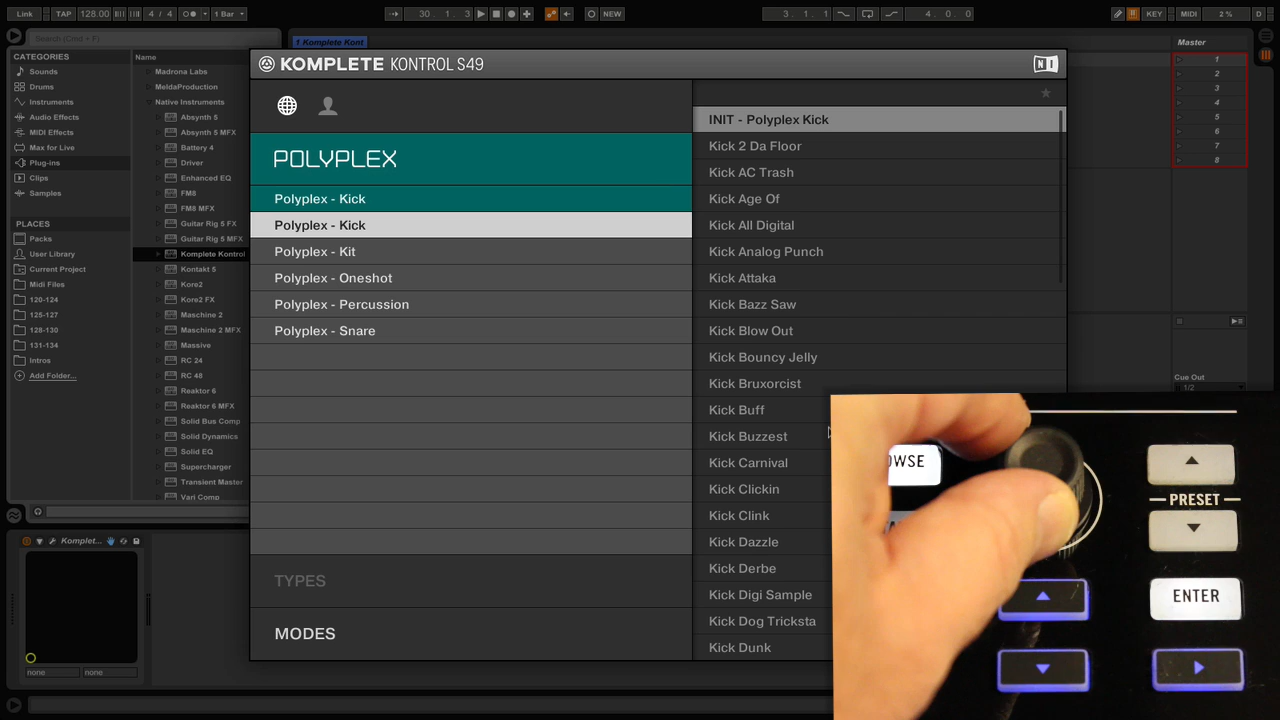 Link
TAP
128.00
4 / 4
1 Bar
30. 1. 3
NEW
3. 1. 1
4. 0. 0
KEY
MIDI
2 %
D
Search (Cmd + F)
CATEGORIES
Sounds
Drums
Instruments
Audio Effects
MIDI Effects
Max for Live
Plug-ins
Clips
Samples
PLACES
Packs
User Library
Current Project
Midi Files
120-124
125-127
128-130
131-134
Intros
Add Folder...
Name
Madrona Labs
MeldaProduction
Native Instruments
Absynth 5
Absynth 5 MFX
Battery 4
Driver
Enhanced EQ
FM8
FM8 MFX
Guitar Rig 5 FX
Guitar Rig 5 MFX
Komplete Kontrol
Kontakt 5
Kore2
Kore2 FX
Maschine 2
Maschine 2 MFX
Massive
RC 24
RC 48
Reaktor 6
Reaktor 6 MFX
Solid Bus Comp
Solid Dynamics
Solid EQ
Supercharger
Transient Master
Vari Comp
1 Komplete Kont
KOMPLETE KONTROL S49
POLYPLEX
Polyplex - Kick
Polyplex - Kick
Polyplex - Kit
Polyplex - Oneshot
Polyplex - Percussion
Polyplex - Snare
TYPES
MODES
INIT - Polyplex Kick
Kick 2 Da Floor
Kick AC Trash
Kick Age Of
Kick All Digital
Kick Analog Punch
Kick Attaka
Kick Bazz Saw
Kick Blow Out
Kick Bouncy Jelly
Kick Bruxorcist
Kick Buff
Kick Buzzest
Kick Carnival
Kick Clickin
Kick Clink
Kick Dazzle
Kick Derbe
Kick Digi Sample
Kick Dog Tricksta
Kick Dunk
Master
1
2
3
4
5
6
7
8
Cue Out
1/2
Komplet...
none
none
OWSE
PRESET
ENTER